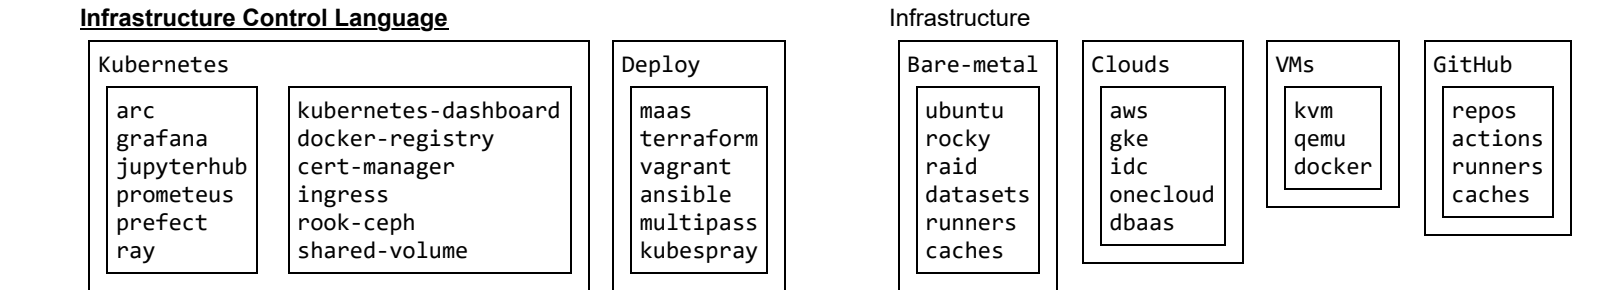 Infrastructure Control Language
Kubernetes
arc
grafana
jupyterhub
prometeus
prefect
ray
kubernetes-dashboard
docker-registry
cert-manager
ingress
rook-ceph
shared-volume
Deploy
maas
terraform
vagrant
ansible
multipass
kubespray
Infrastructure
Bare-metal
ubuntu
rocky
raid
datasets
runners
caches
Clouds
aws
gke
idc
onecloud
dbaas
VMs
kvm
qemu
docker
GitHub
repos
actions
runners
caches